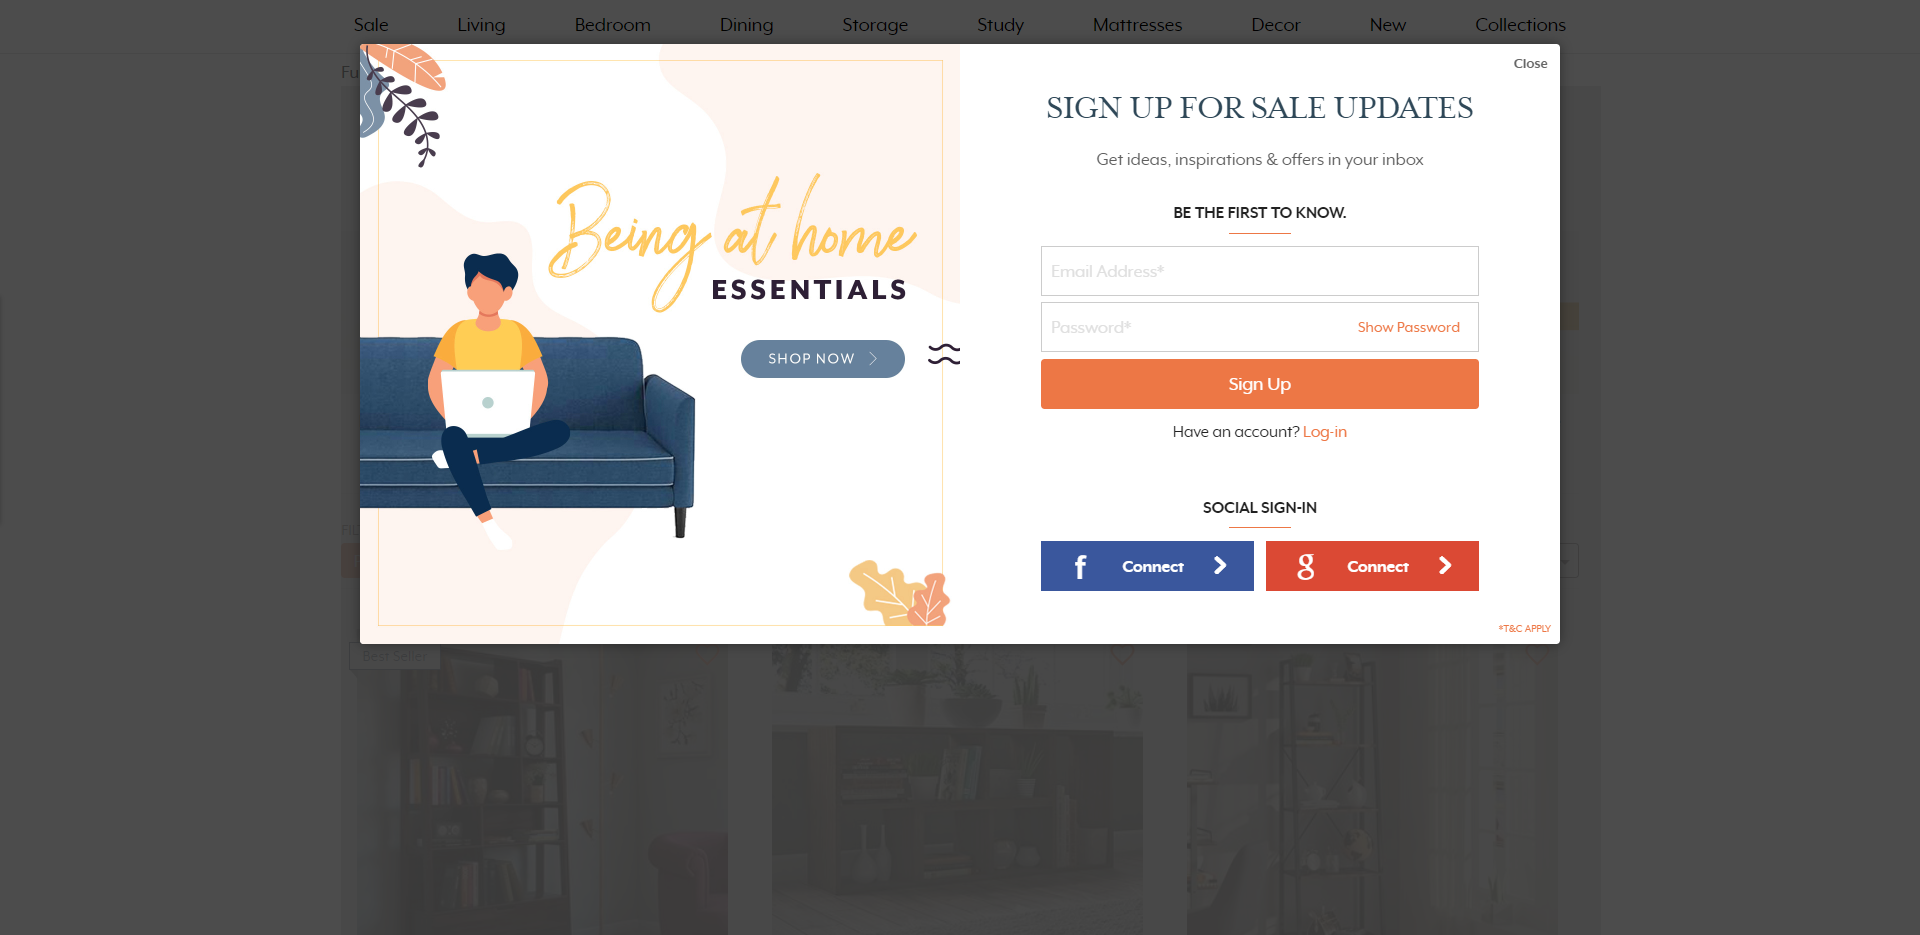 Sale Living Bedroom Dining Storage Study Mattresses Decor New Collections
Close
Being at home
ESSENTIALS
SHOP NOW
SIGN UP FOR SALE UPDATES
Get ideas, inspirations & offers in your inbox
BE THE FIRST TO KNOW.
Email Address*
Password*
Show Password
Sign Up
Have an account? Log-in
SOCIAL SIGN-IN
f Connect
g Connect
*T&C APPLY
Best Seller